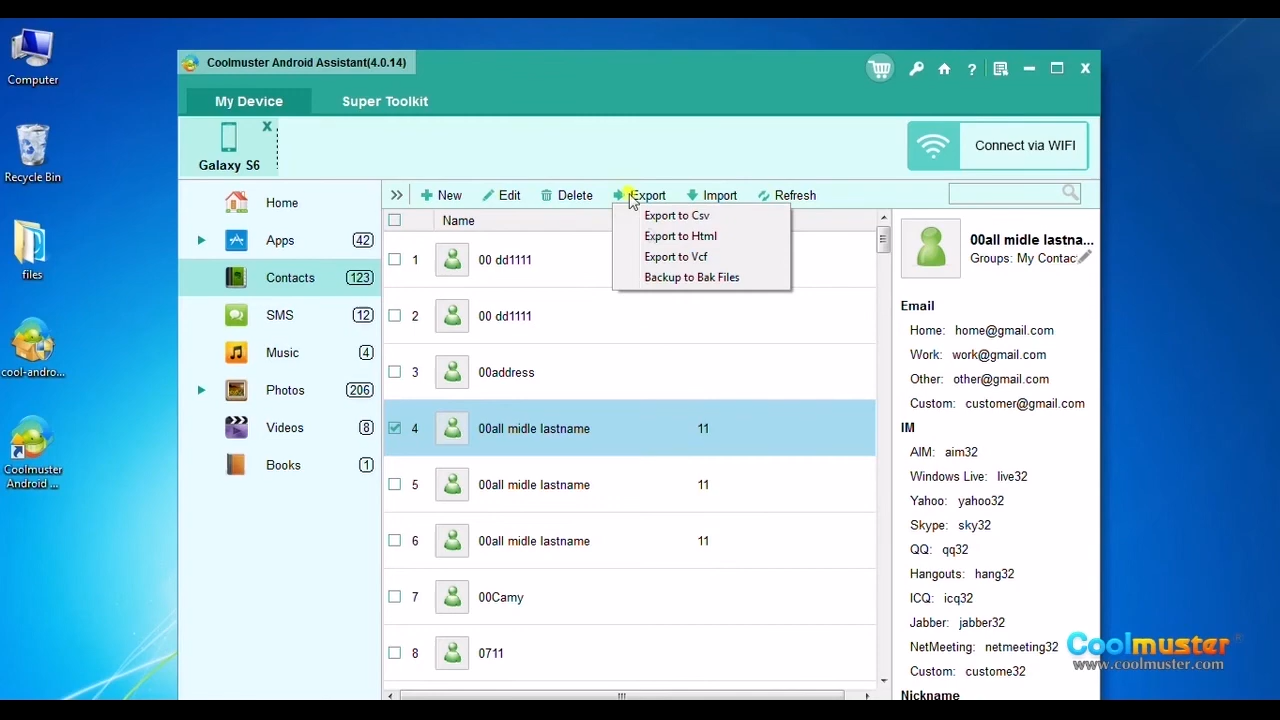 Computer
Recycle Bin
files
cool-andro...
Coolmuster
Android ...
Coolmuster Android Assistant(4.0.14)
?
X
My Device
Super Toolkit
Galaxy S6
X
Connect via WIFI
Home
Apps
42
Contacts
123
SMS
12
Music
4
Photos
206
Videos
8
Books
1
New
Edit
Delete
Export
Import
Refresh
Export to Csv
Export to Html
Export to Vcf
Backup to Bak Files
Name
1 00 dd1111
2 00 dd1111
3 00address
4 00all midle lastname 11
5 00all midle lastname 11
6 00all midle lastname 11
7 00Camy
8 0711
00all midle lastna...
Groups: My Contac
Email
Home: home@gmail.com
Work: work@gmail.com
Other: other@gmail.com
Custom: customer@gmail.com
IM
AIM: aim32
Windows Live: live32
Yahoo: yahoo32
Skype: sky32
QQ: qq32
Hangouts: hang32
ICQ: icq32
Jabber: jabber32
NetMeeting: netmeeting32
Custom: custome32
Nickname
Coolmuster®
www.coolmuster.com